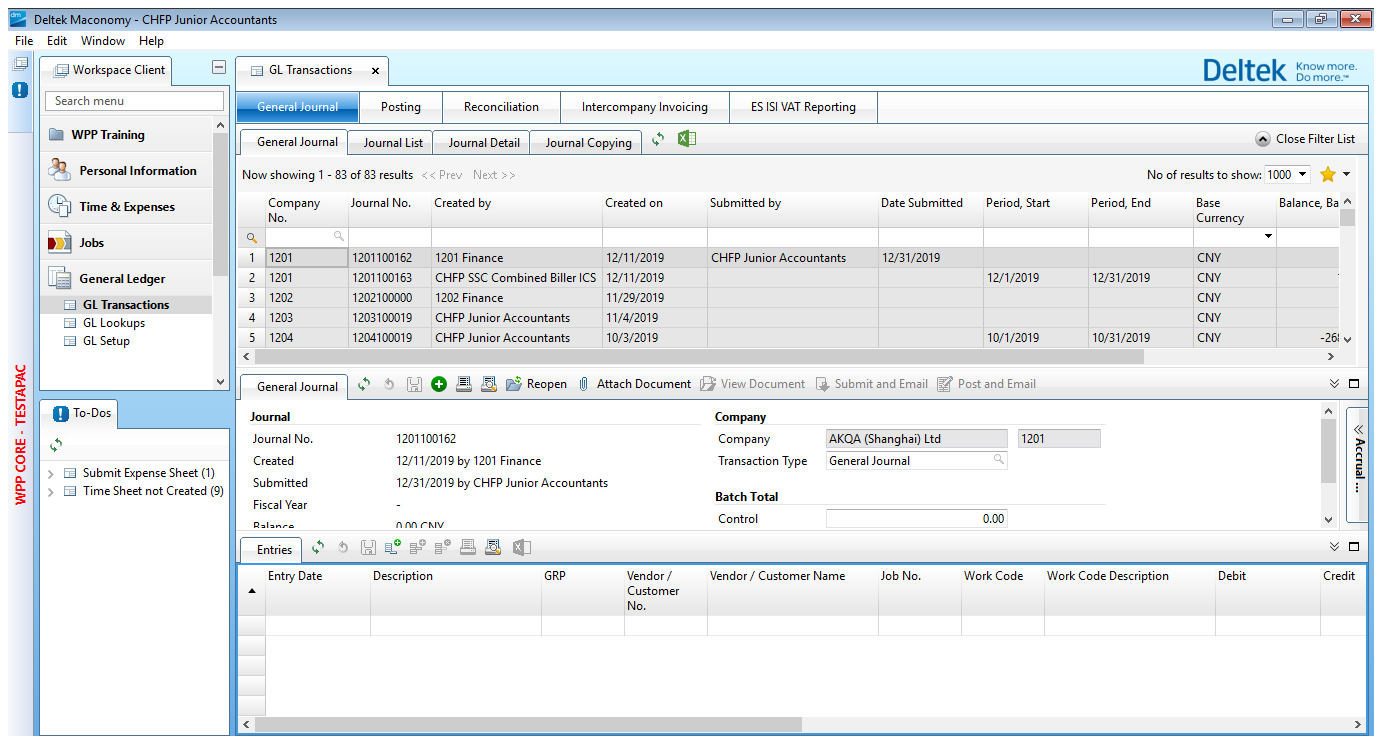 Deltek Maconomy - CHFP Junior Accountants
File Edit Window Help
Workspace Client
Search menu
WPP Training
Personal Information
Time & Expenses
Jobs
General Ledger
GL Transactions
GL Lookups
GL Setup
WPP CORE - TESTAPAC
To-Dos
Submit Expense Sheet (1)
Time Sheet not Created (9)
GL Transactions x
Deltek Know more. Do more.™
General Journal Posting Reconciliation Intercompany Invoicing ES ISI VAT Reporting
General Journal Journal List Journal Detail Journal Copying Close Filter List
Now showing 1 - 83 of 83 results << Prev Next >> No of results to show: 1000
Company No. Journal No. Created by Created on Submitted by Date Submitted Period, Start Period, End Base Currency Balance, Ba
1 1201 1201100162 1201 Finance 12/11/2019 CHFP Junior Accountants 12/31/2019 CNY
2 1201 1201100163 CHFP SSC Combined Biller ICS 12/11/2019 12/1/2019 12/31/2019 CNY
3 1202 1202100000 1202 Finance 11/29/2019 CNY
4 1203 1203100019 CHFP Junior Accountants 11/4/2019 CNY
5 1204 1204100019 CHFP Junior Accountants 10/3/2019 10/1/2019 10/31/2019 CNY
General Journal Reopen Attach Document View Document Submit and Email Post and Email
Journal
Journal No. 1201100162
Created 12/11/2019 by 1201 Finance
Submitted 12/31/2019 by CHFP Junior Accountants
Fiscal Year -
Balance 0.00 CNY
Company
Company AKQA (Shanghai) Ltd 1201
Transaction Type General Journal
Batch Total
Control 0.00
Accrual ...
Entries
Entry Date Description GRP Vendor / Customer No. Vendor / Customer Name Job No. Work Code Work Code Description Debit Credit